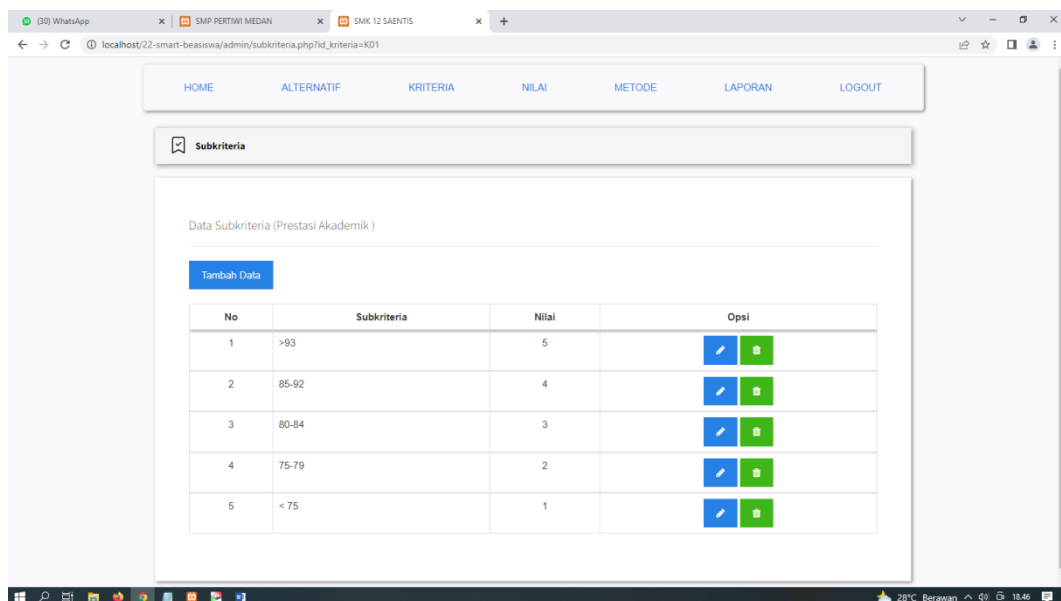 (30) WhatsApp
SMP PERTIWI MEDAN
SMK 12 SAENTIS
localhost/22-smart-beasiswa/admin/subkriteria.php?id_kriteria=K01
HOME ALTERNATIF KRITERIA NILAI METODE LAPORAN LOGOUT
Subkriteria
Data Subkriteria (Prestasi Akademik )
Tambah Data
No Subkriteria Nilai Opsi
1 >93 5
2 85-92 4
3 80-84 3
4 75-79 2
5 < 75 1
28°C Berawan 18.46